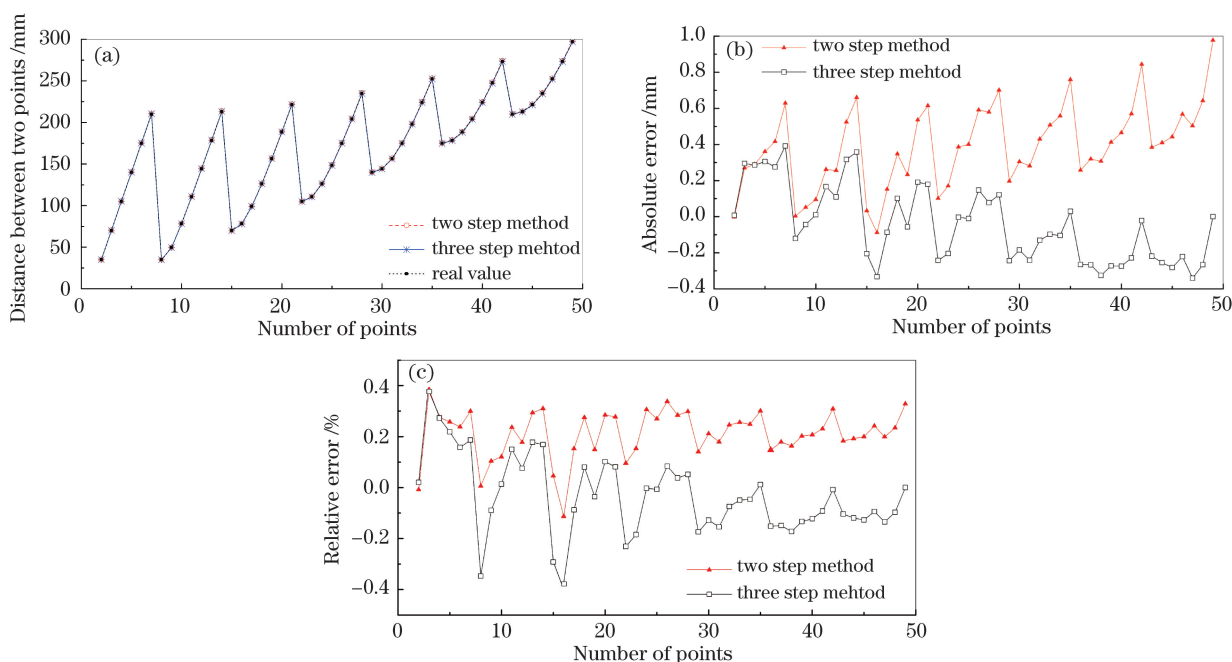 (a)
Distance between two points /mm
300
250
200
150
100
50
0
two step method
three step mehtod
real value
0 10 20 30 40 50
Number of points
(b)
Absolute error /mm
1.0
0.8
0.6
0.4
0.2
0.0
−0.2
−0.4
two step method
three step mehtod
0 10 20 30 40 50
Number of points
(c)
Relative error /%
0.4
0.2
0.0
−0.2
−0.4
two step method
three step mehtod
0 10 20 30 40 50
Number of points